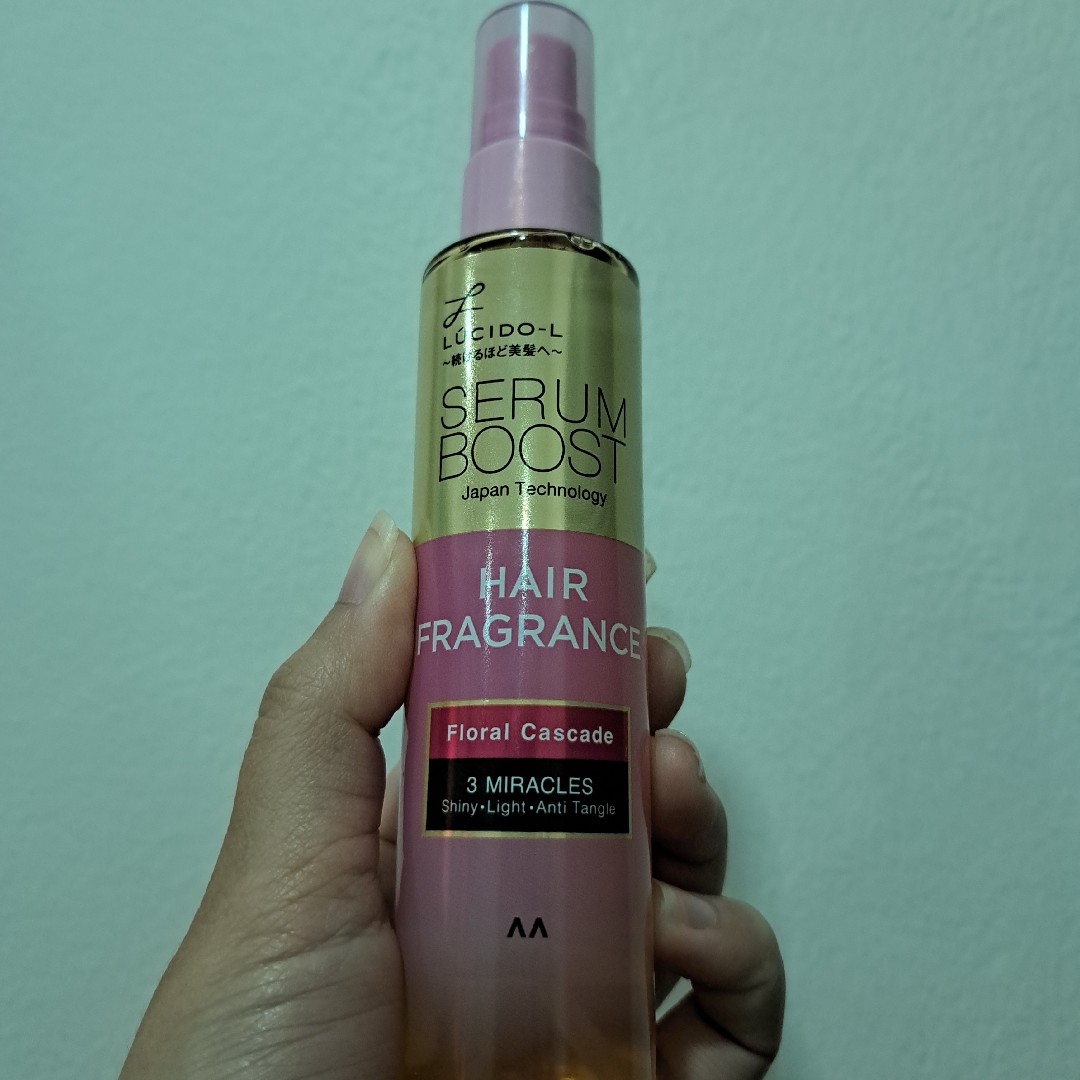 LÚCIDO-L
~続けるほど美髪へ~
SERUM
BOOST
Japan Technology
HAIR
FRAGRANCE
Floral Cascade
3 MIRACLES
Shiny•Light•Anti Tangle